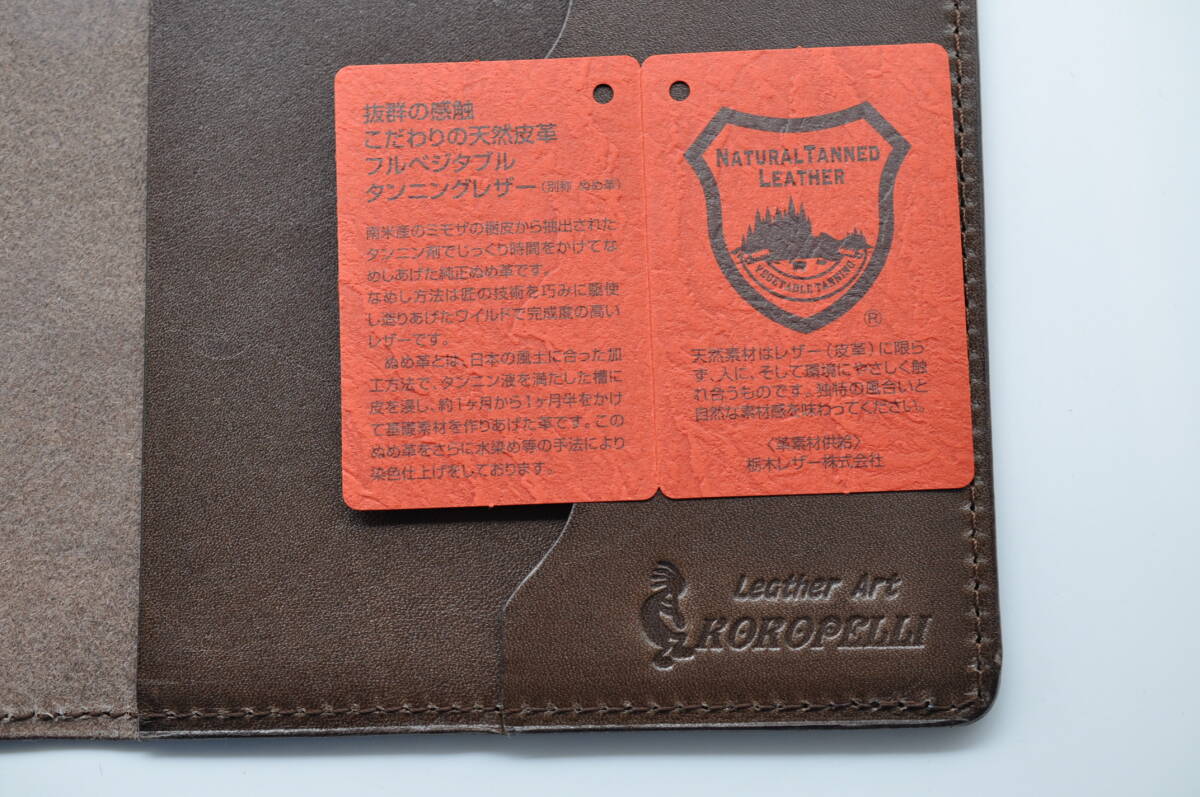 抜群の感触
こだわりの天然皮革
フルベジタブル
タンニングレザー（別称 ぬめ革）
南米産のミモザの樹皮から抽出された
タンニン剤でじっくり時間をかけてな
めしあげた純正ぬめ革です。
なめし方法は匠の技術を巧みに駆使
し造りあげたワイルドで完成度の高い
レザーです。
ぬめ革とは、日本の風土に合った加
工方法で、タンニン液を満たした槽に
皮を浸し、約1ヶ月から1ヶ月半をかけ
て基礎素材を作りあげた革です。この
ぬめ革をさらに水染め等の手法により
染色仕上げをしております。
NATURAL TANNED
LEATHER
VEGETABLE TANNING
®
天然素材はレザー（皮革）に限ら
ず、人に、そして環境にやさしく触
れ合うものです。独特の風合いと
自然な素材感を味わってください。
〈革素材供給〉
栃木レザー株式会社
Leather Art
KOKOPELLI